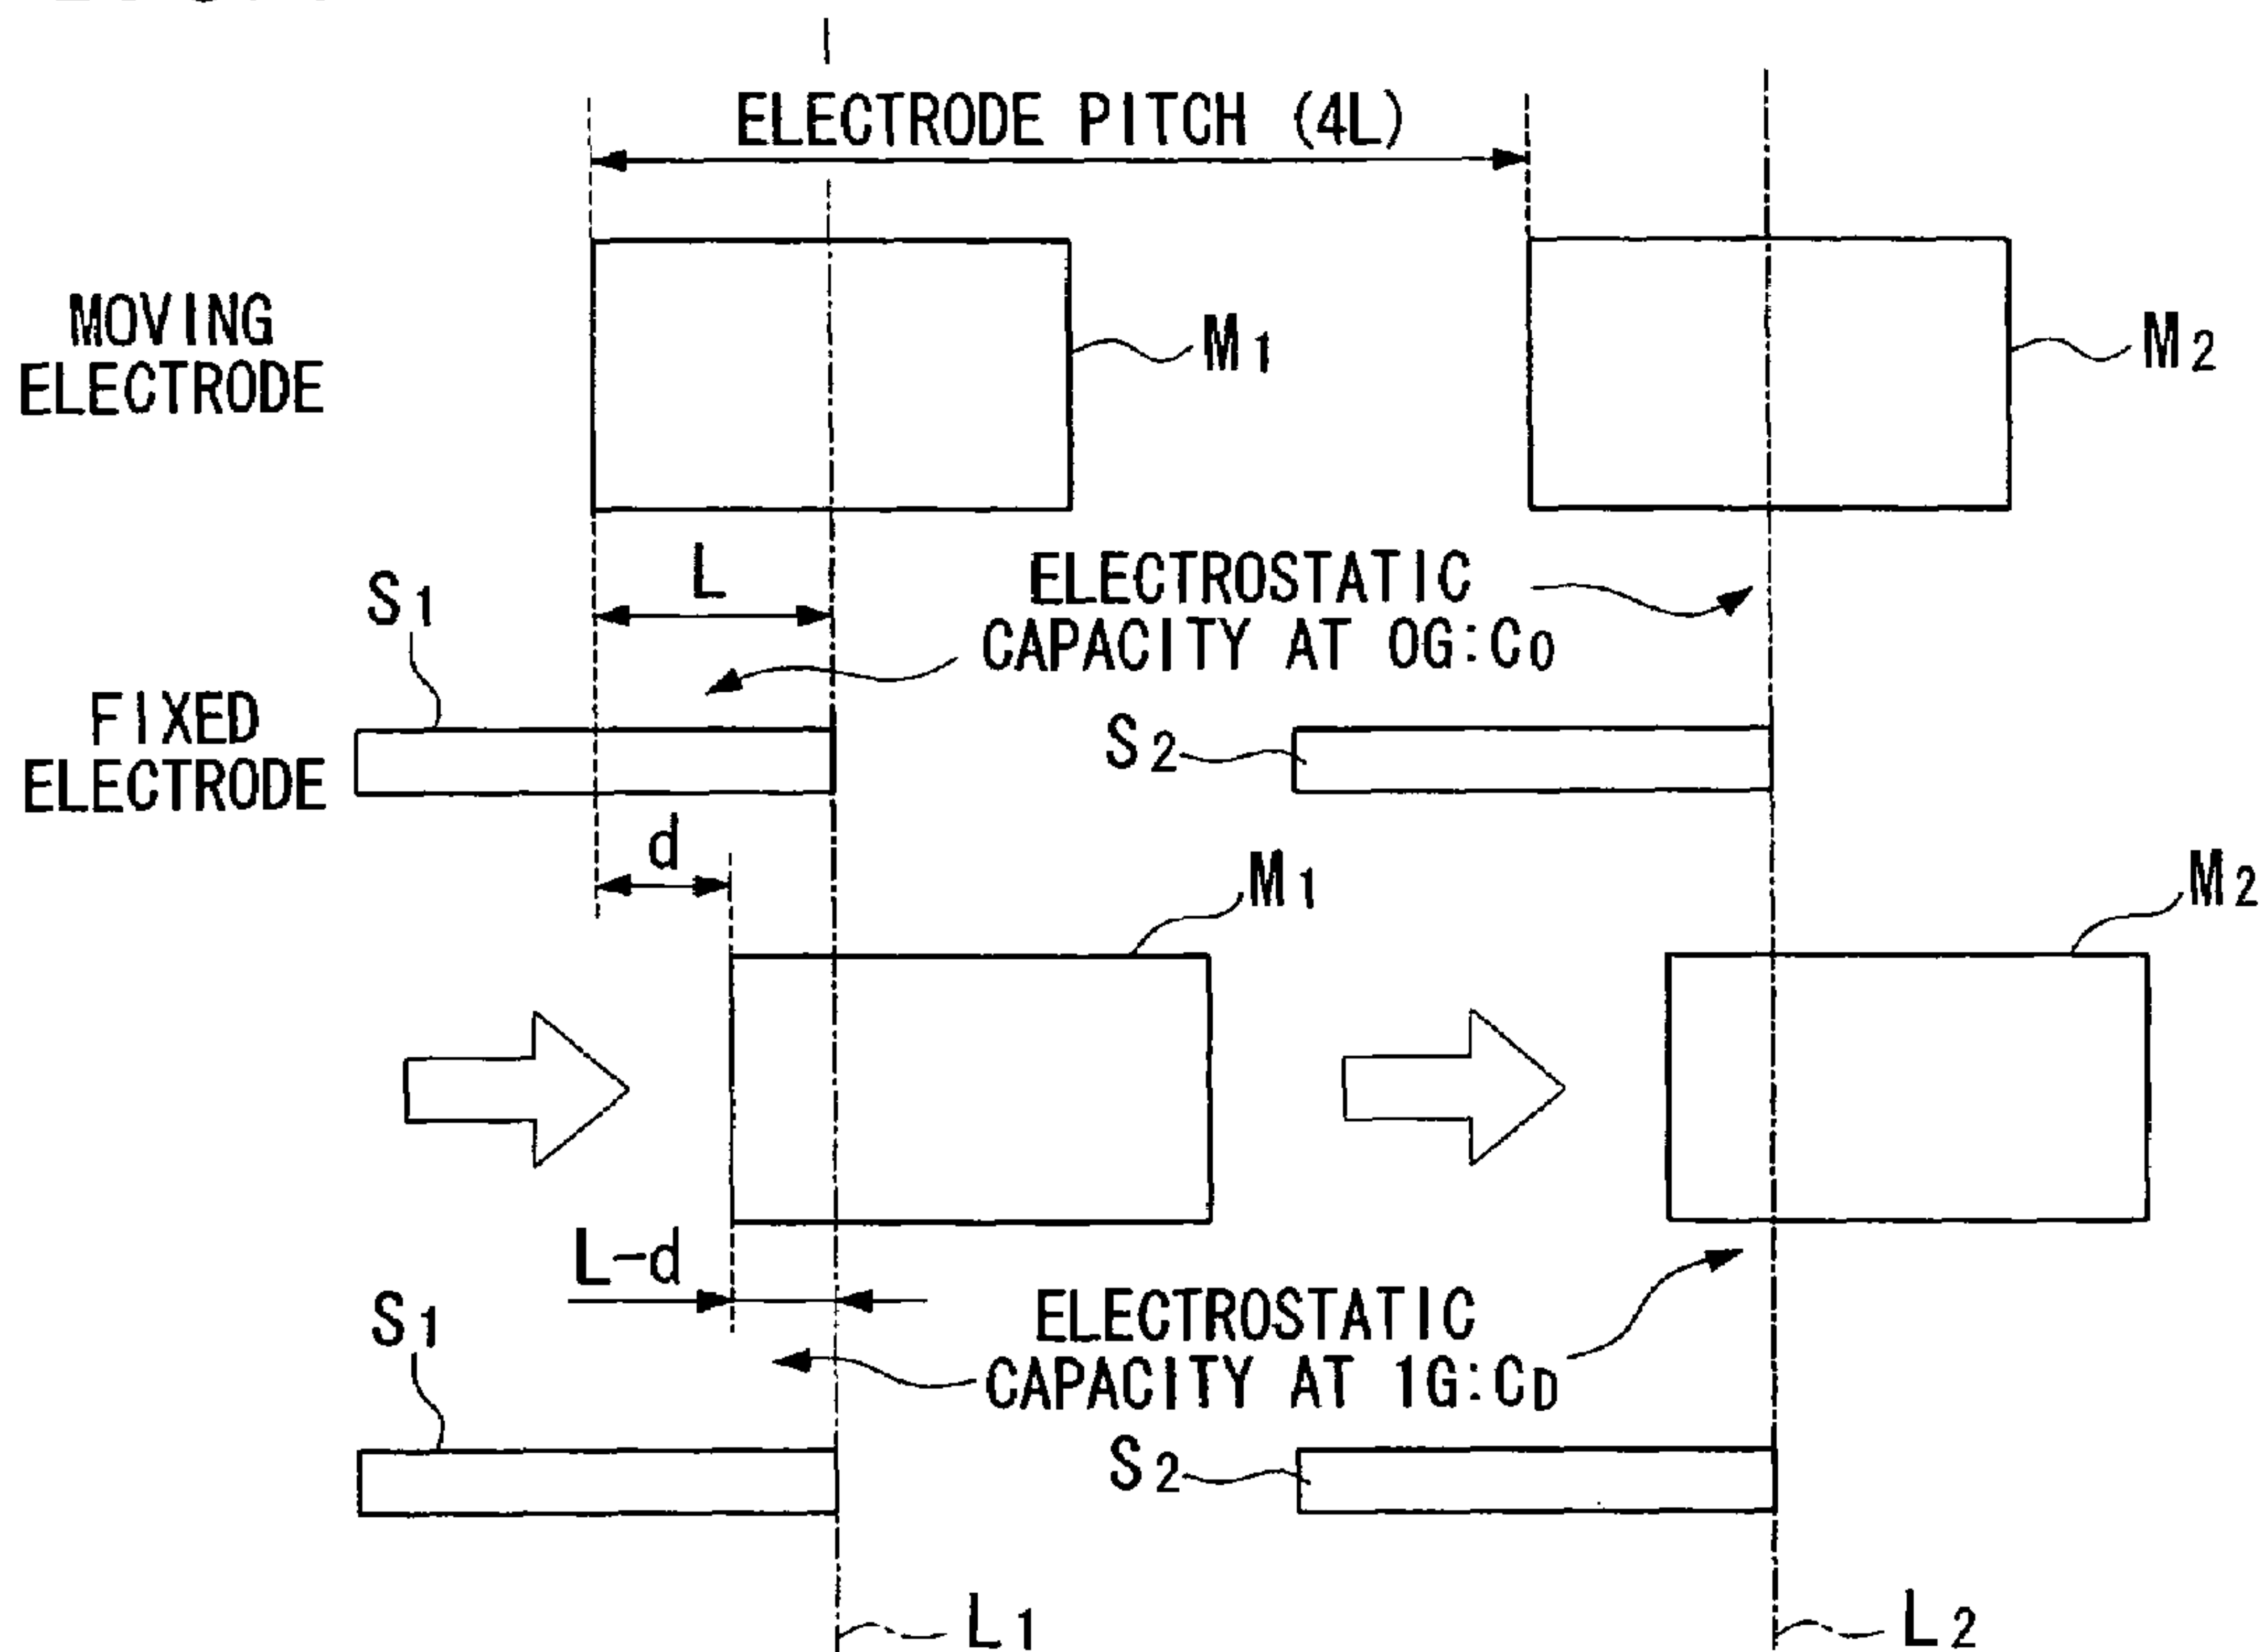 ELECTRODE PITCH (4L)
MOVING
ELECTRODE
M1
M2
S1
L
ELECTROSTATIC
CAPACITY AT 0G:C0
FIXED
ELECTRODE
S2
d
M1
M2
L-d
S1
ELECTROSTATIC
CAPACITY AT 1G:CD
S2
L1
L2